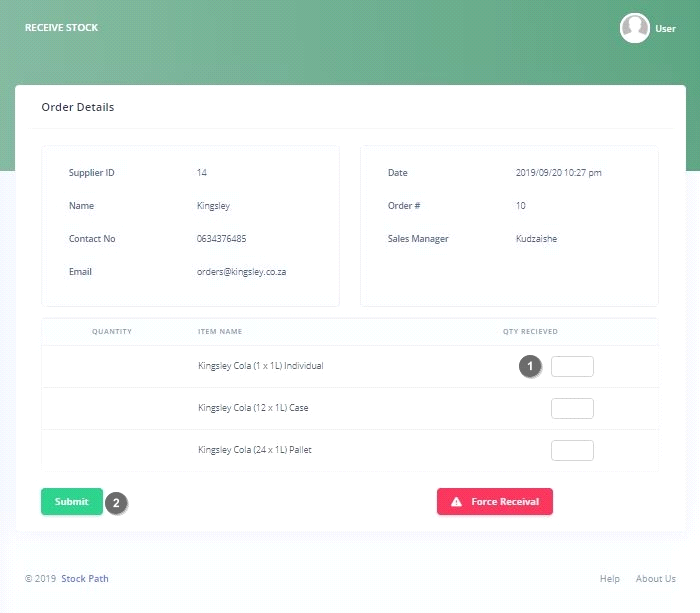 RECEIVE STOCK
User
Order Details
Supplier ID 14
Name Kingsley
Contact No 0634376485
Email orders@kingsley.co.za
Date 2019/09/20 10:27 pm
Order # 10
Sales Manager Kudzaishe
QUANTITY ITEM NAME QTY RECIEVED
Kingsley Cola (1 x 1L) Individual 1
Kingsley Cola (12 x 1L) Case
Kingsley Cola (24 x 1L) Pallet
Submit 2 Force Receival
© 2019 Stock Path Help About Us